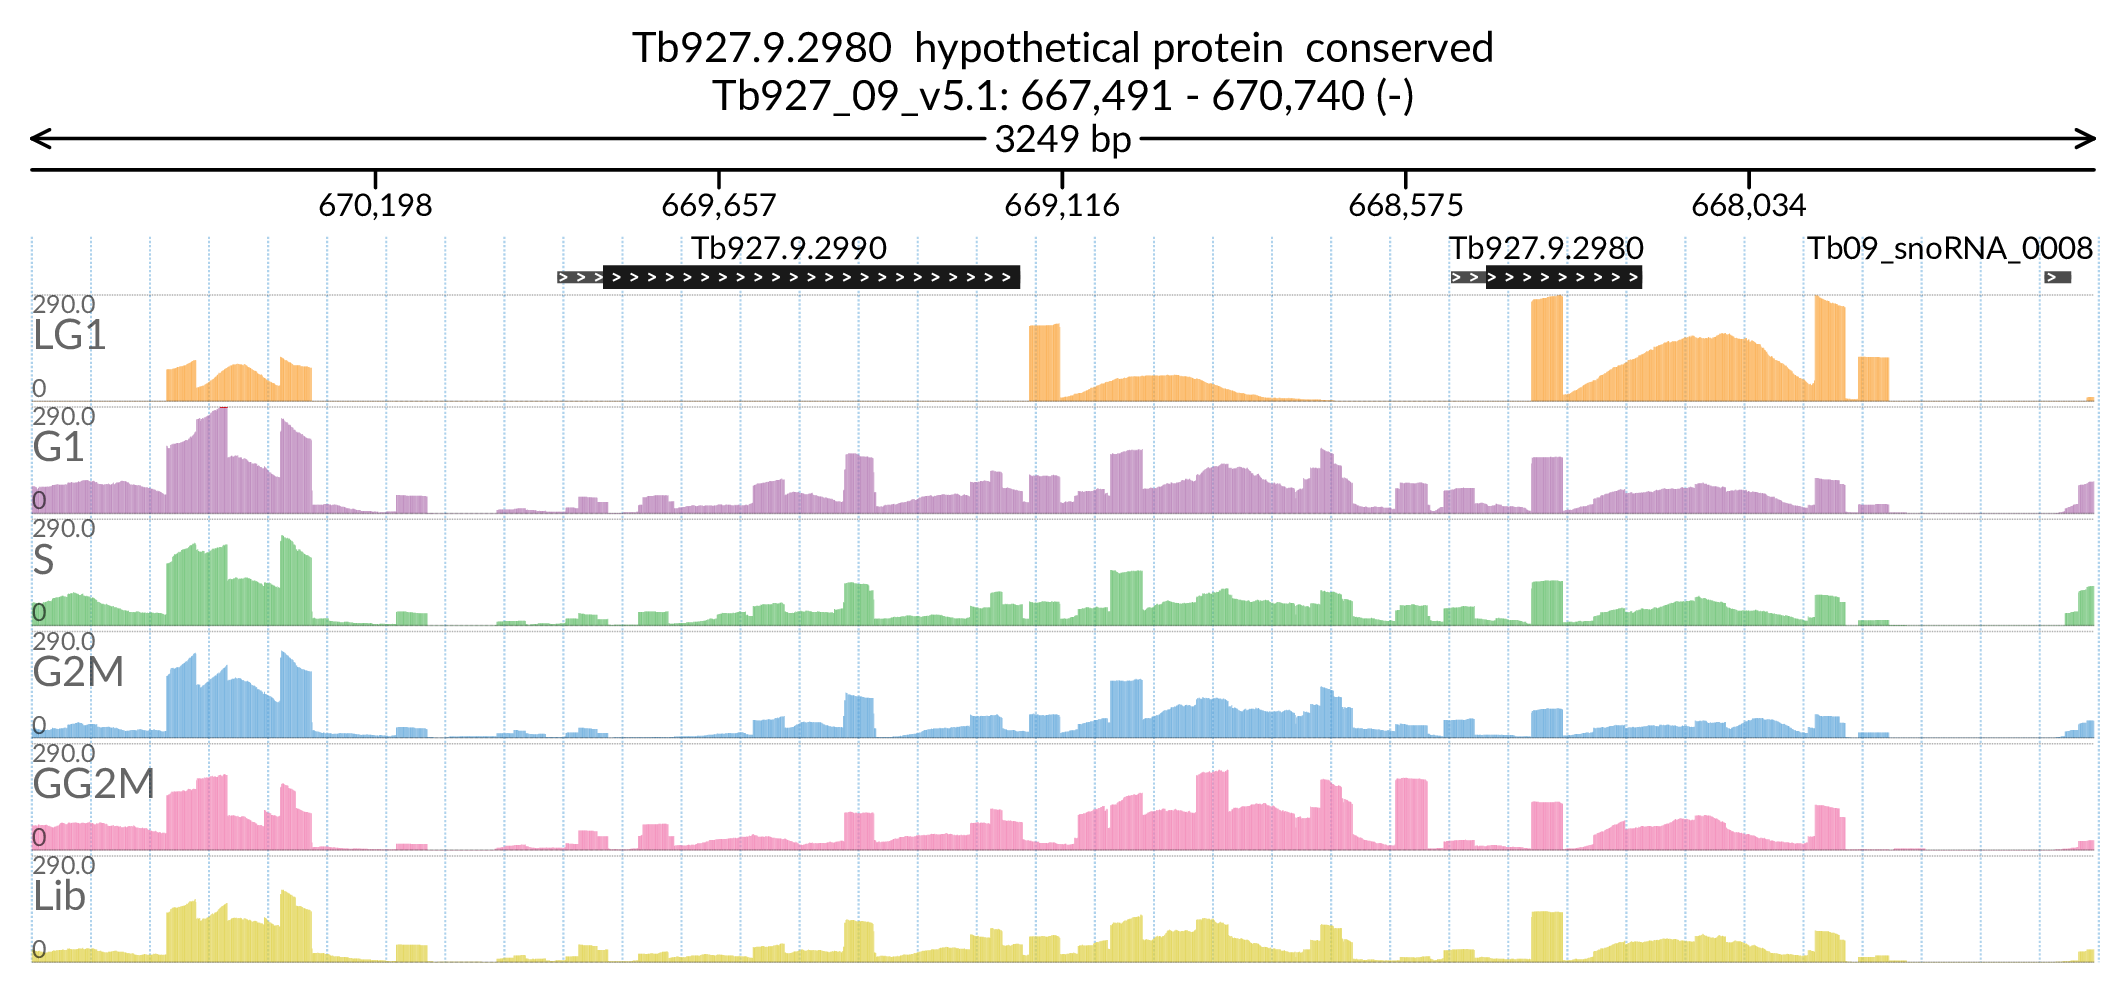 Tb927.9.2980  hypothetical protein  conserved
Tb927_09_v5.1: 667,491 - 670,740 (-)
3249 bp
670,198 669,657 669,116 668,575 668,034
Tb927.9.2990 Tb927.9.2980 Tb09_snoRNA_0008
290.0
LG1
0
290.0
G1
0
290.0
S
0
290.0
G2M
0
290.0
GG2M
0
290.0
Lib
0